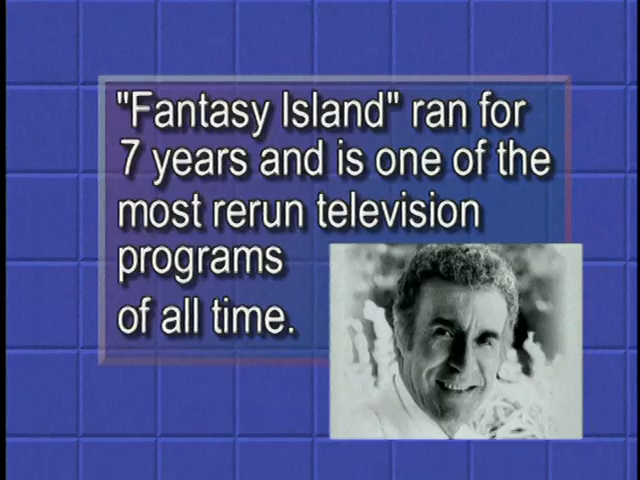 "Fantasy Island" ran for
7 years and is one of the
most rerun television
programs
of all time.